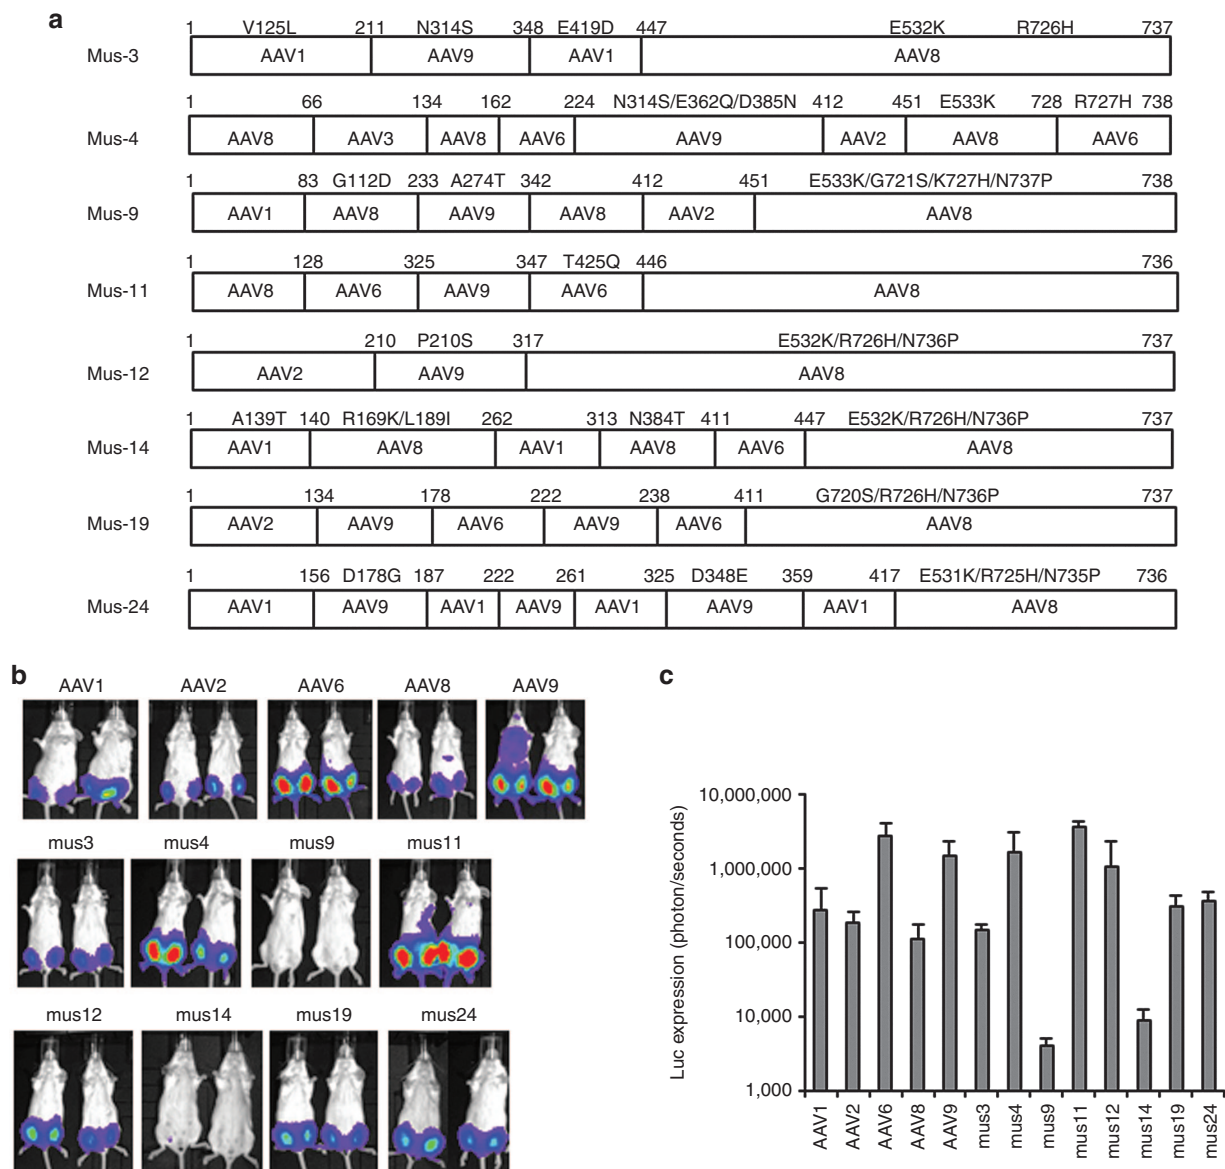 a
1 V125L 211 N314S 348 E419D 447 E532K R726H 737
Mus-3 AAV1 AAV9 AAV1 AAV8
1 66 134 162 224 N314S/E362Q/D385N 412 451 E533K 728 R727H 738
Mus-4 AAV8 AAV3 AAV8 AAV6 AAV9 AAV2 AAV8 AAV6
1 83 G112D 233 A274T 342 412 451 E533K/G721S/K727H/N737P 738
Mus-9 AAV1 AAV8 AAV9 AAV8 AAV2 AAV8
1 128 325 347 T425Q 446 736
Mus-11 AAV8 AAV6 AAV9 AAV6 AAV8
1 210 P210S 317 E532K/R726H/N736P 737
Mus-12 AAV2 AAV9 AAV8
1 A139T 140 R169K/L189I 262 313 N384T 411 447 E532K/R726H/N736P 737
Mus-14 AAV1 AAV8 AAV1 AAV8 AAV6 AAV8
1 134 178 222 238 411 G720S/R726H/N736P 737
Mus-19 AAV2 AAV9 AAV6 AAV9 AAV6 AAV8
1 156 D178G 187 222 261 325 D348E 359 417 E531K/R725H/N735P 736
Mus-24 AAV1 AAV9 AAV1 AAV9 AAV1 AAV9 AAV1 AAV8
b
AAV1 AAV2 AAV6 AAV8 AAV9
mus3 mus4 mus9 mus11
mus12 mus14 mus19 mus24
c
Luc expression (photon/seconds)
10,000,000
1,000,000
100,000
10,000
1,000
AAV1 AAV2 AAV6 AAV8 AAV9 mus3 mus4 mus9 mus11 mus12 mus14 mus19 mus24